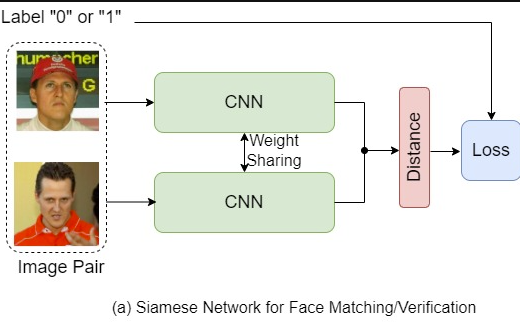 Label "0" or "1"
humacher
G
CNN
Weight
Sharing
CNN
Distance
Loss
Image Pair
(a) Siamese Network for Face Matching/Verification